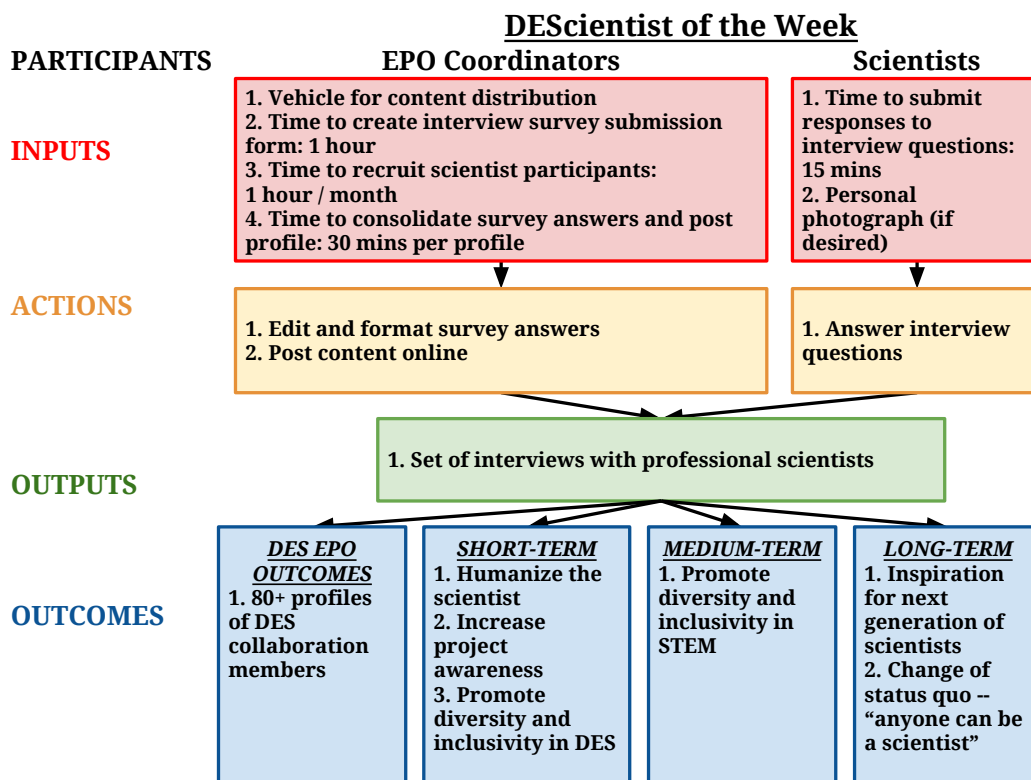 DEScientist of the Week
PARTICIPANTS
EPO Coordinators
Scientists
INPUTS
1. Vehicle for content distribution
2. Time to create interview survey submission
form: 1 hour
3. Time to recruit scientist participants:
1 hour / month
4. Time to consolidate survey answers and post
profile: 30 mins per profile
1. Time to submit
responses to
interview questions:
15 mins
2. Personal
photograph (if
desired)
ACTIONS
1. Edit and format survey answers
2. Post content online
1. Answer interview
questions
OUTPUTS
1. Set of interviews with professional scientists
OUTCOMES
DES EPO
OUTCOMES
1. 80+ profiles
of DES
collaboration
members
SHORT-TERM
1. Humanize the
scientist
2. Increase
project
awareness
3. Promote
diversity and
inclusivity in DES
MEDIUM-TERM
1. Promote
diversity and
inclusivity in
STEM
LONG-TERM
1. Inspiration
for next
generation of
scientists
2. Change of
status quo --
“anyone can be
a scientist”